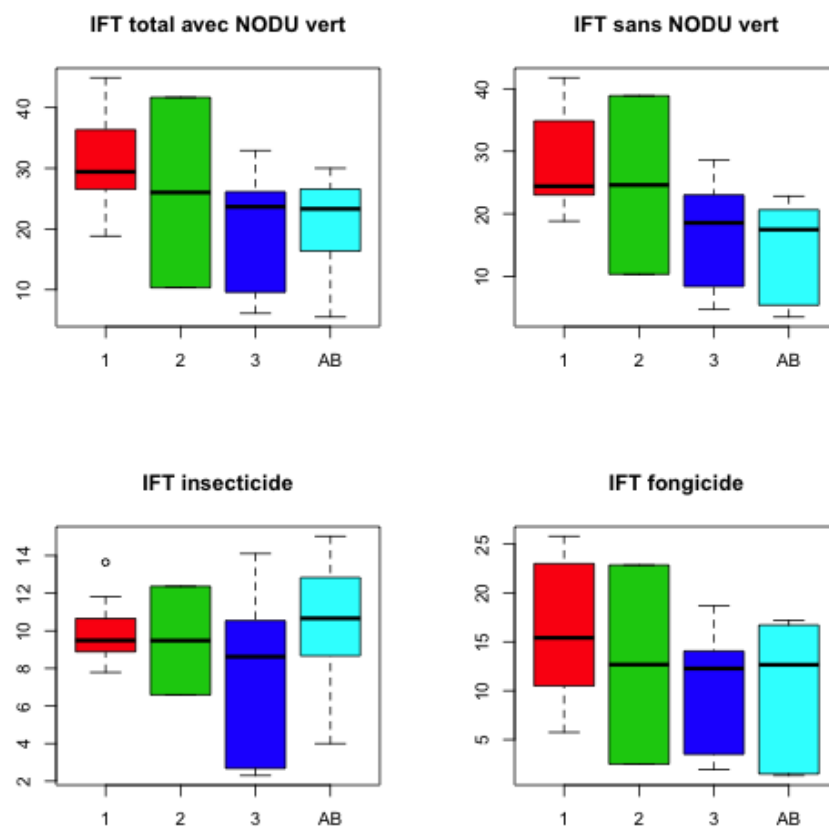 IFT total avec NODU vert
40
30
20
10
1 2 3 AB
IFT sans NODU vert
40
30
20
10
1 2 3 AB
IFT insecticide
14
12
10
8
6
4
2
1 2 3 AB
IFT fongicide
25
20
15
10
5
1 2 3 AB